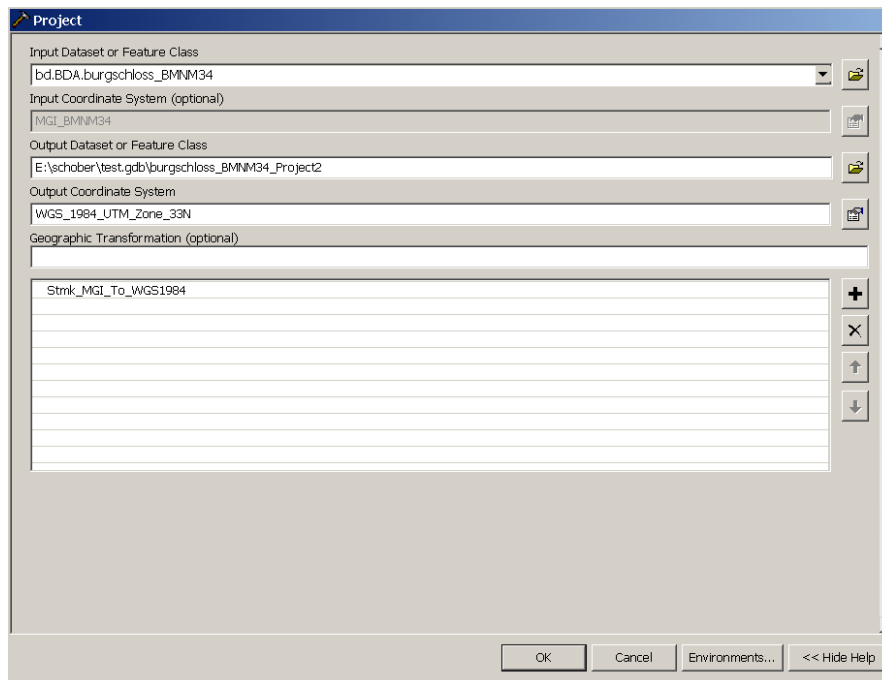 Project
Input Dataset or Feature Class
bd.BDA.burgschloss_BMNM34
Input Coordinate System (optional)
MGI_BMNM34
Output Dataset or Feature Class
E:\schober\test.gdb\burgschloss_BMNM34_Project2
Output Coordinate System
WGS_1984_UTM_Zone_33N
Geographic Transformation (optional)
Stmk_MGI_To_WGS1984
OK
Cancel
Environments...
<< Hide Help